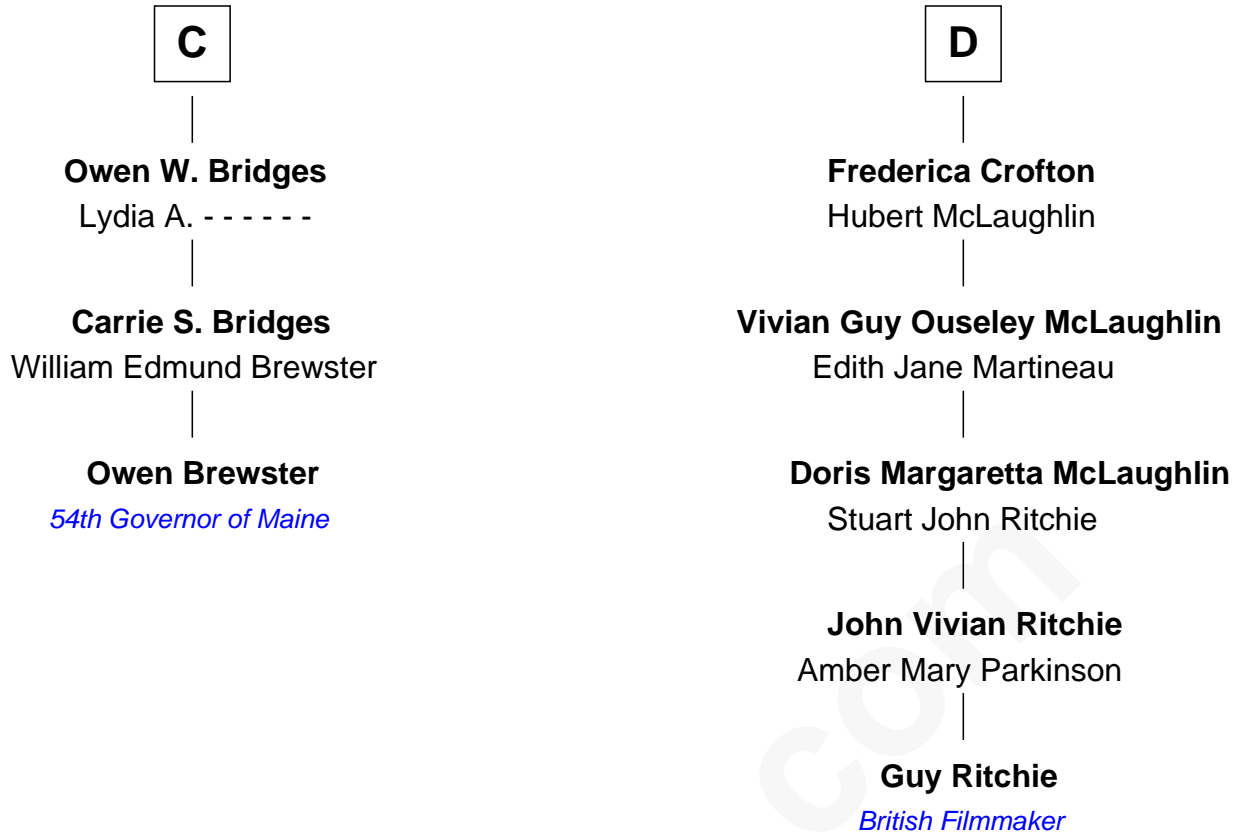 C
Owen W. Bridges
Lydia A. - - - - - -
Carrie S. Bridges
William Edmund Brewster
Owen Brewster
54th Governor of Maine
D
Frederica Crofton
Hubert McLaughlin
Vivian Guy Ouseley McLaughlin
Edith Jane Martineau
Doris Margaretta McLaughlin
Stuart John Ritchie
John Vivian Ritchie
Amber Mary Parkinson
Guy Ritchie
British Filmmaker
com